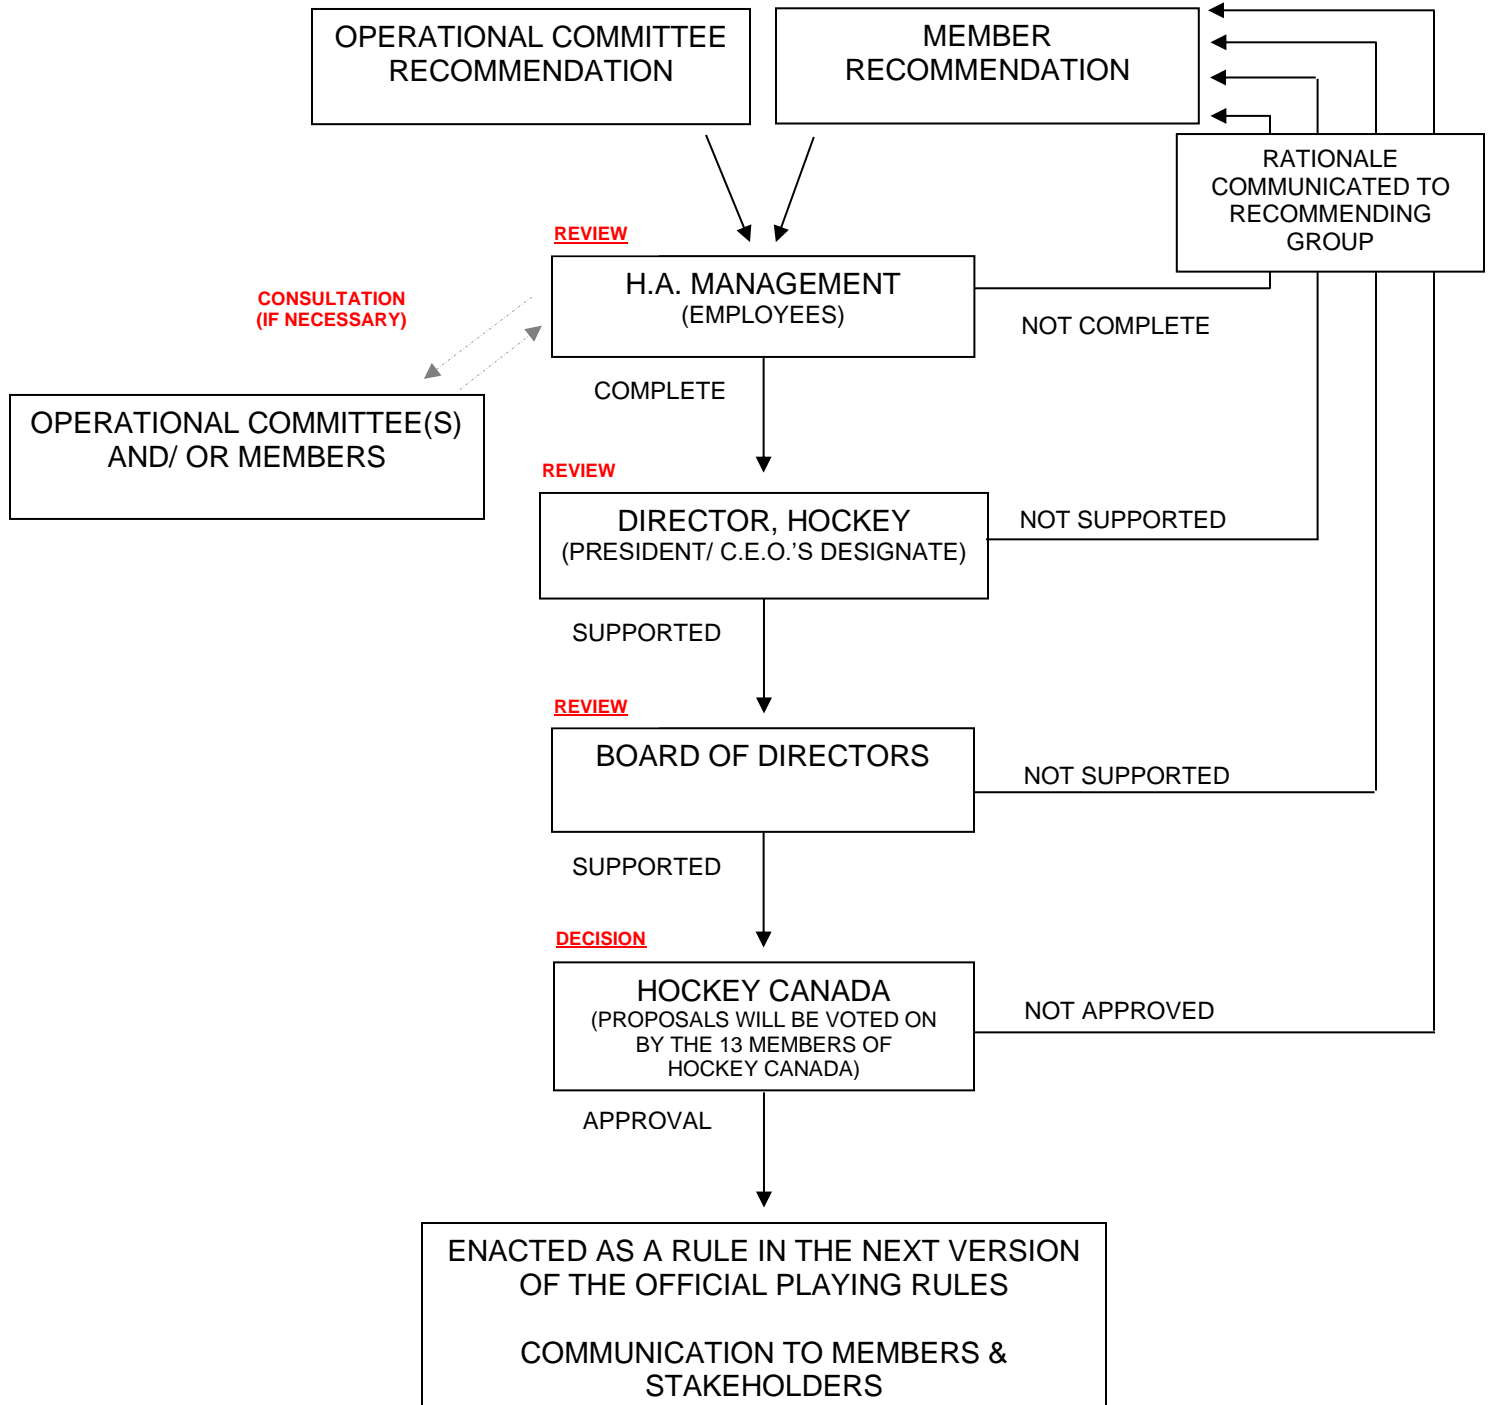 OPERATIONAL COMMITTEE
RECOMMENDATION
MEMBER
RECOMMENDATION
RATIONALE
COMMUNICATED TO
RECOMMENDING
GROUP
REVIEW
H.A. MANAGEMENT
(EMPLOYEES)
CONSULTATION
(IF NECESSARY)
NOT COMPLETE
COMPLETE
OPERATIONAL COMMITTEE(S)
AND/ OR MEMBERS
REVIEW
DIRECTOR, HOCKEY
(PRESIDENT/ C.E.O.'S DESIGNATE)
NOT SUPPORTED
SUPPORTED
REVIEW
BOARD OF DIRECTORS
NOT SUPPORTED
SUPPORTED
DECISION
HOCKEY CANADA
(PROPOSALS WILL BE VOTED ON
BY THE 13 MEMBERS OF
HOCKEY CANADA)
NOT APPROVED
APPROVAL
ENACTED AS A RULE IN THE NEXT VERSION
OF THE OFFICIAL PLAYING RULES
COMMUNICATION TO MEMBERS &
STAKEHOLDERS